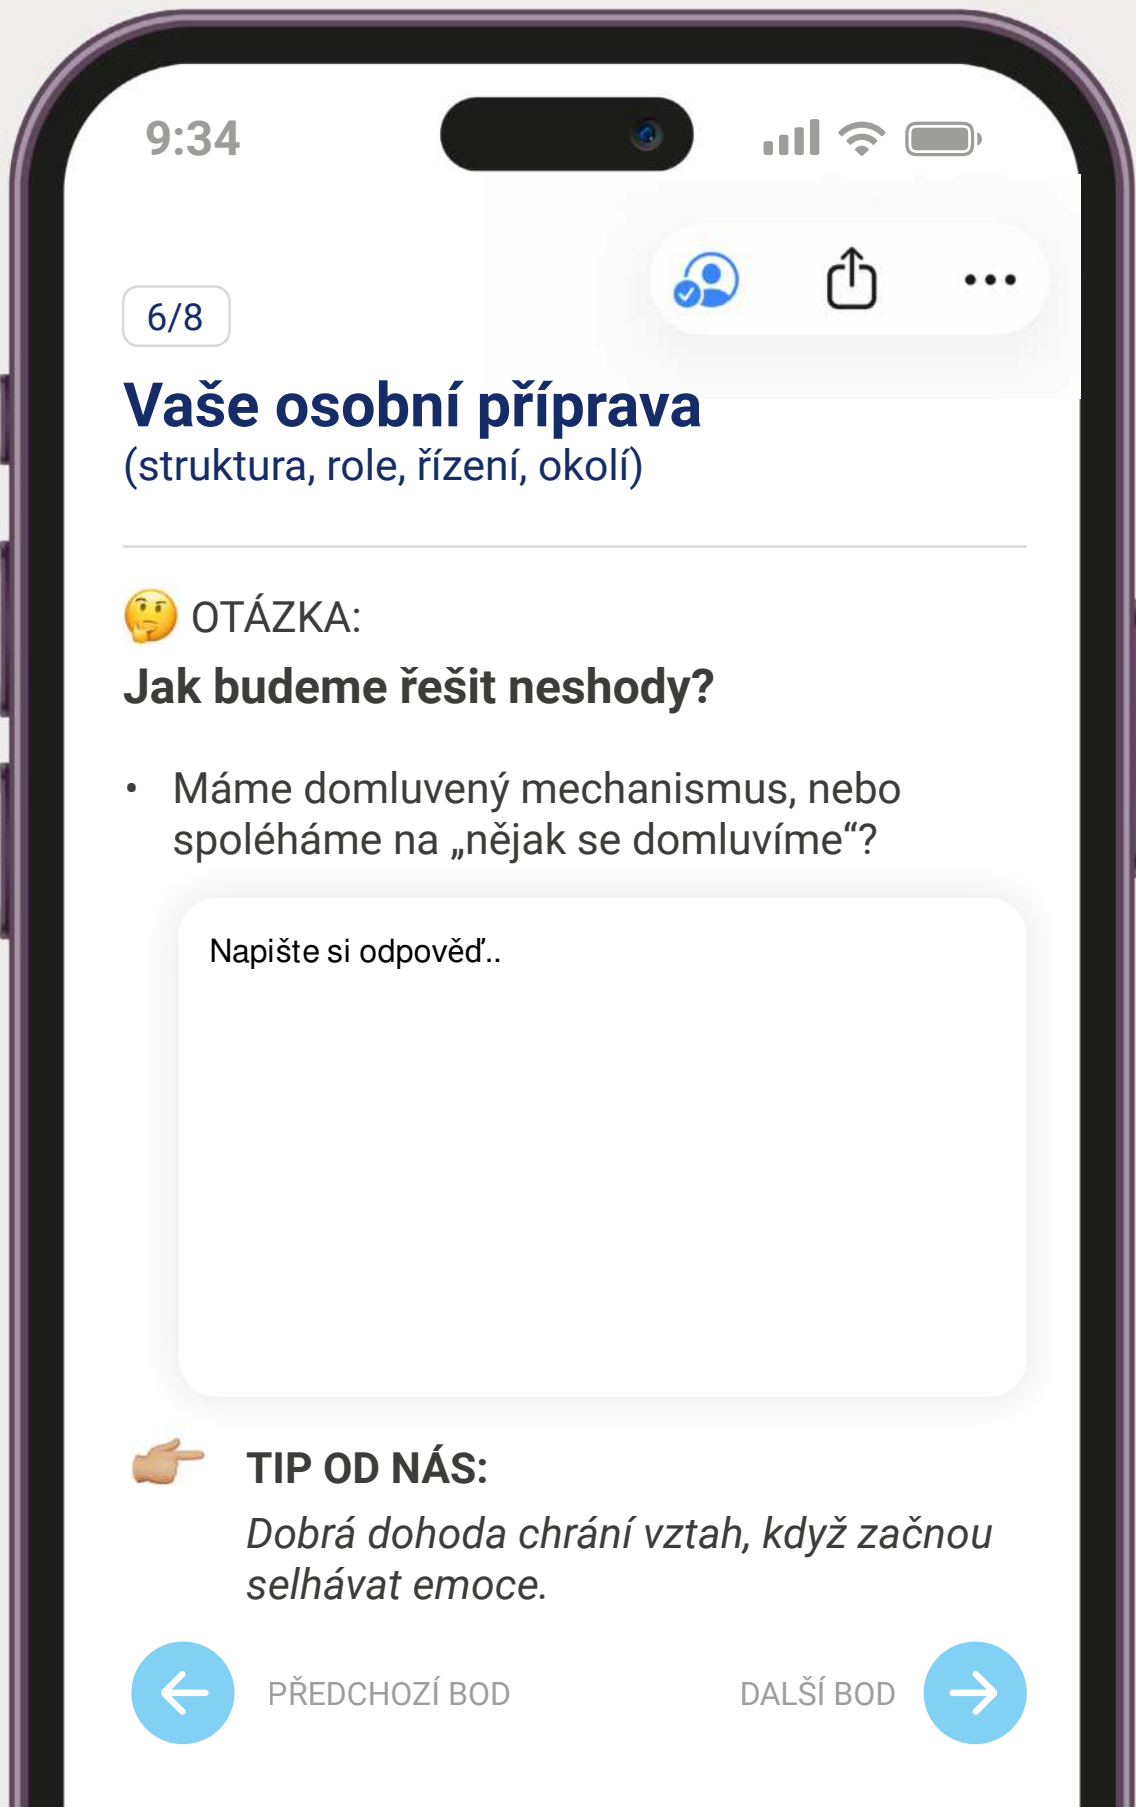 9:34
6/8
Vaše osobní příprava
(struktura, role, řízení, okolí)
OTÁZKA:
Jak budeme řešit neshody?
• Máme domluvený mechanismus, nebo
spoléháme na „nějak se domluvíme“?
Napište si odpověď..
TIP OD NÁS:
Dobrá dohoda chrání vztah, když začnou
selhávat emoce.
PŘEDCHOZÍ BOD
DALŠÍ BOD